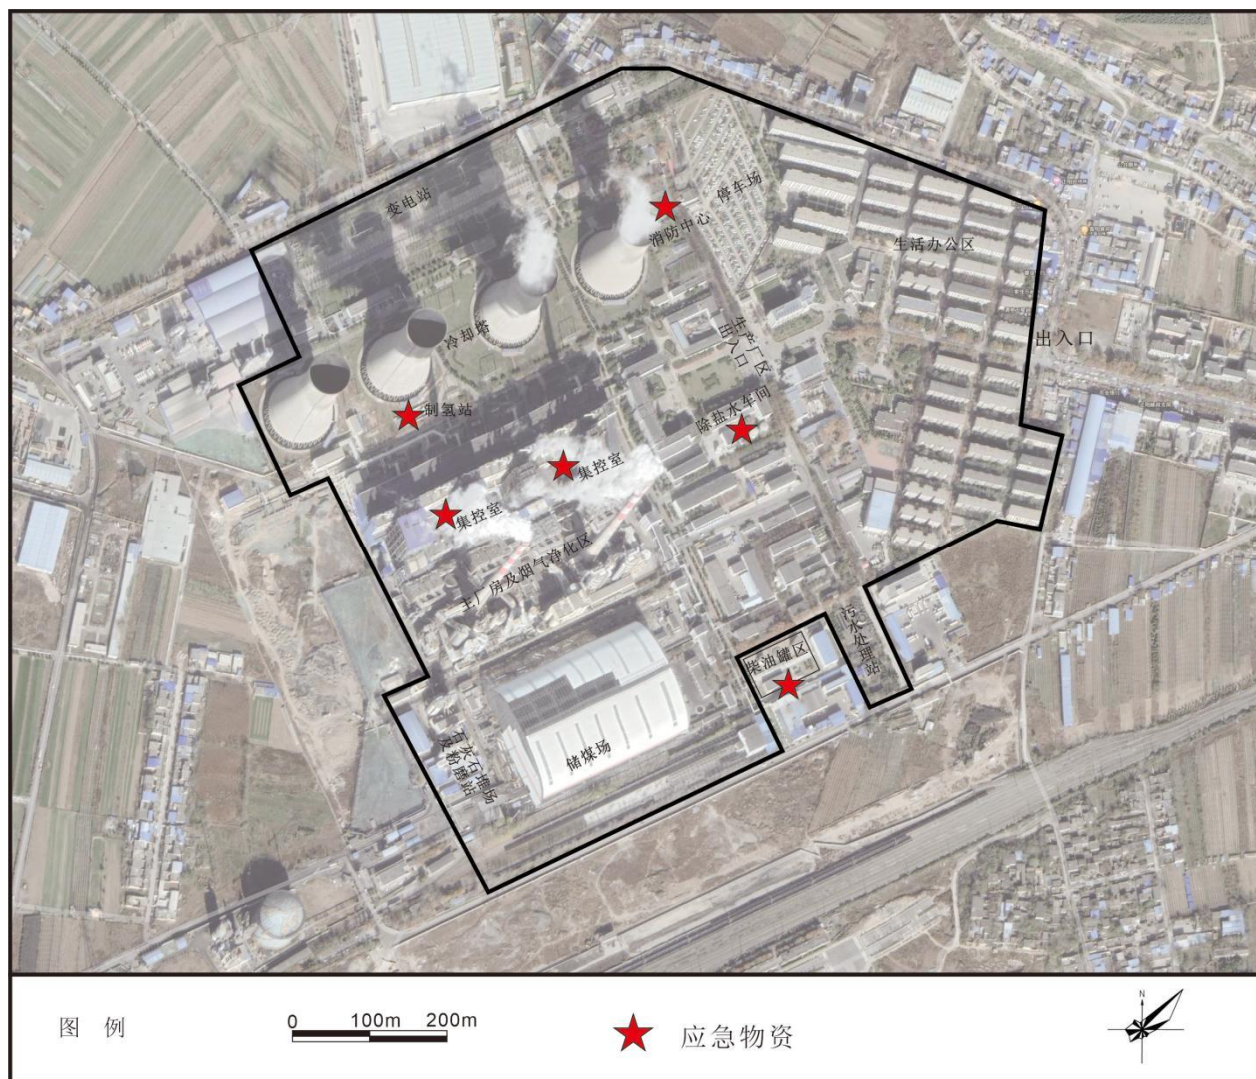 变电站
停车场
消防中心
生活办公区
冷却塔
生产厂区
出入口
出入口
制氢站
除盐水车间
集控室
集控室
主厂房及烟气净化区
污水处理站
柴油罐区
石灰石堆场
及粉磨站
储煤场
图 例
0 100m 200m
应急物资
N